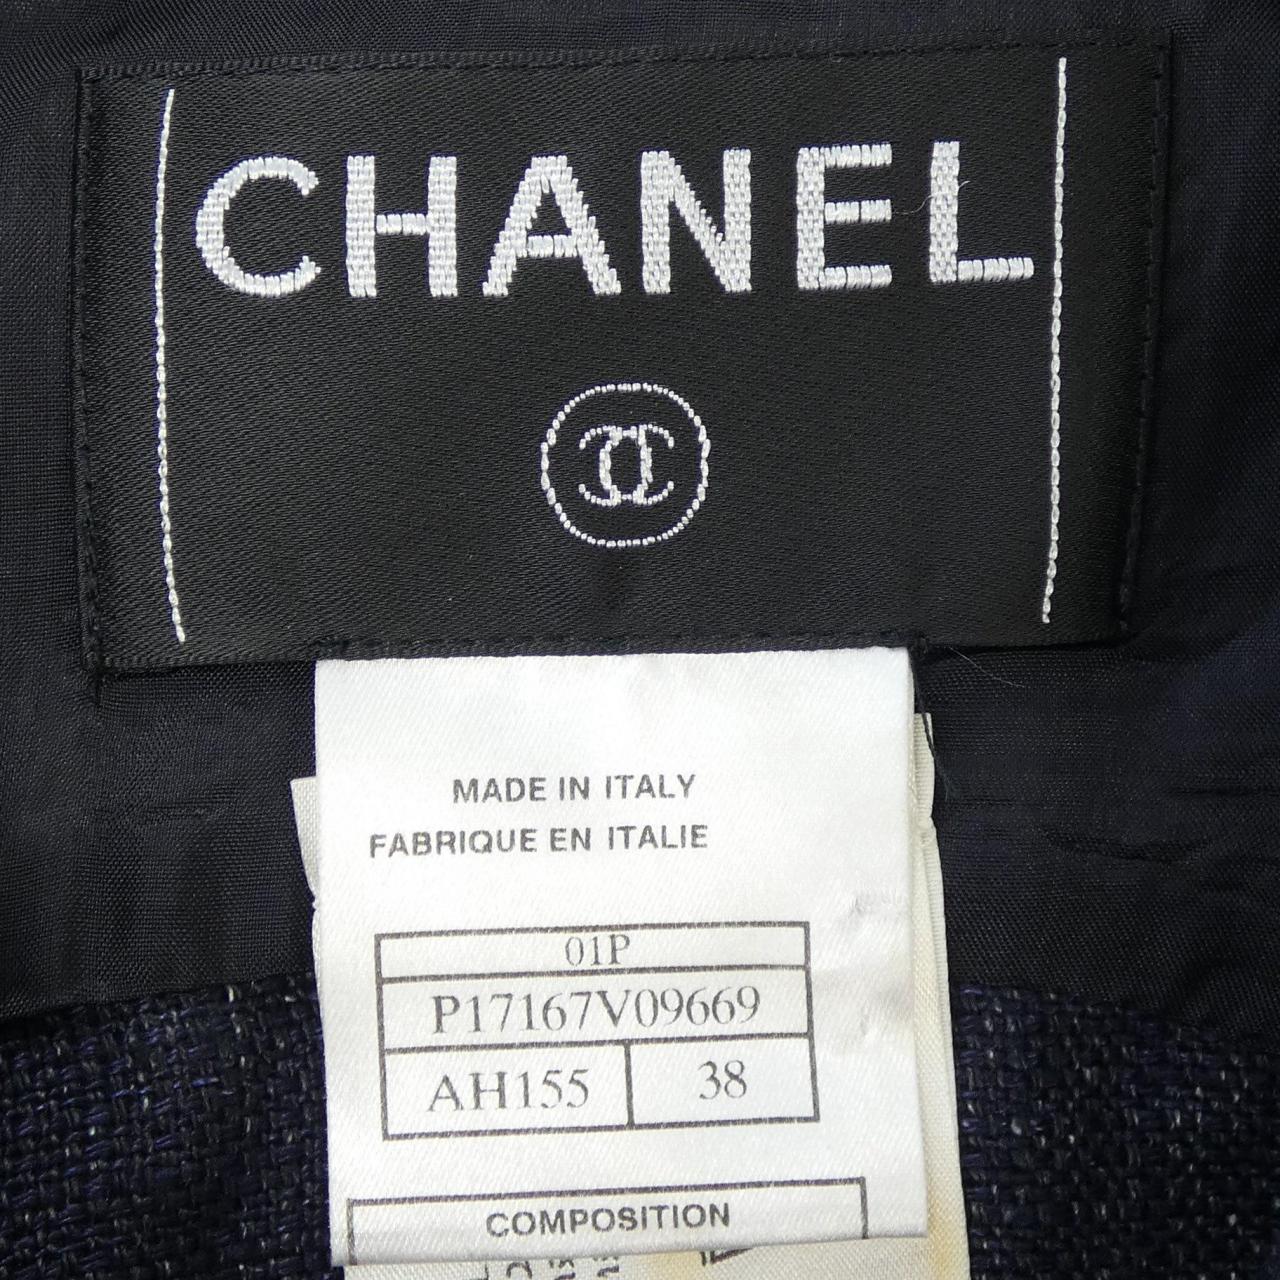 CHANEL
MADE IN ITALY
FABRIQUE EN ITALIE
01P
P17167V09669
AH155 38
COMPOSITION